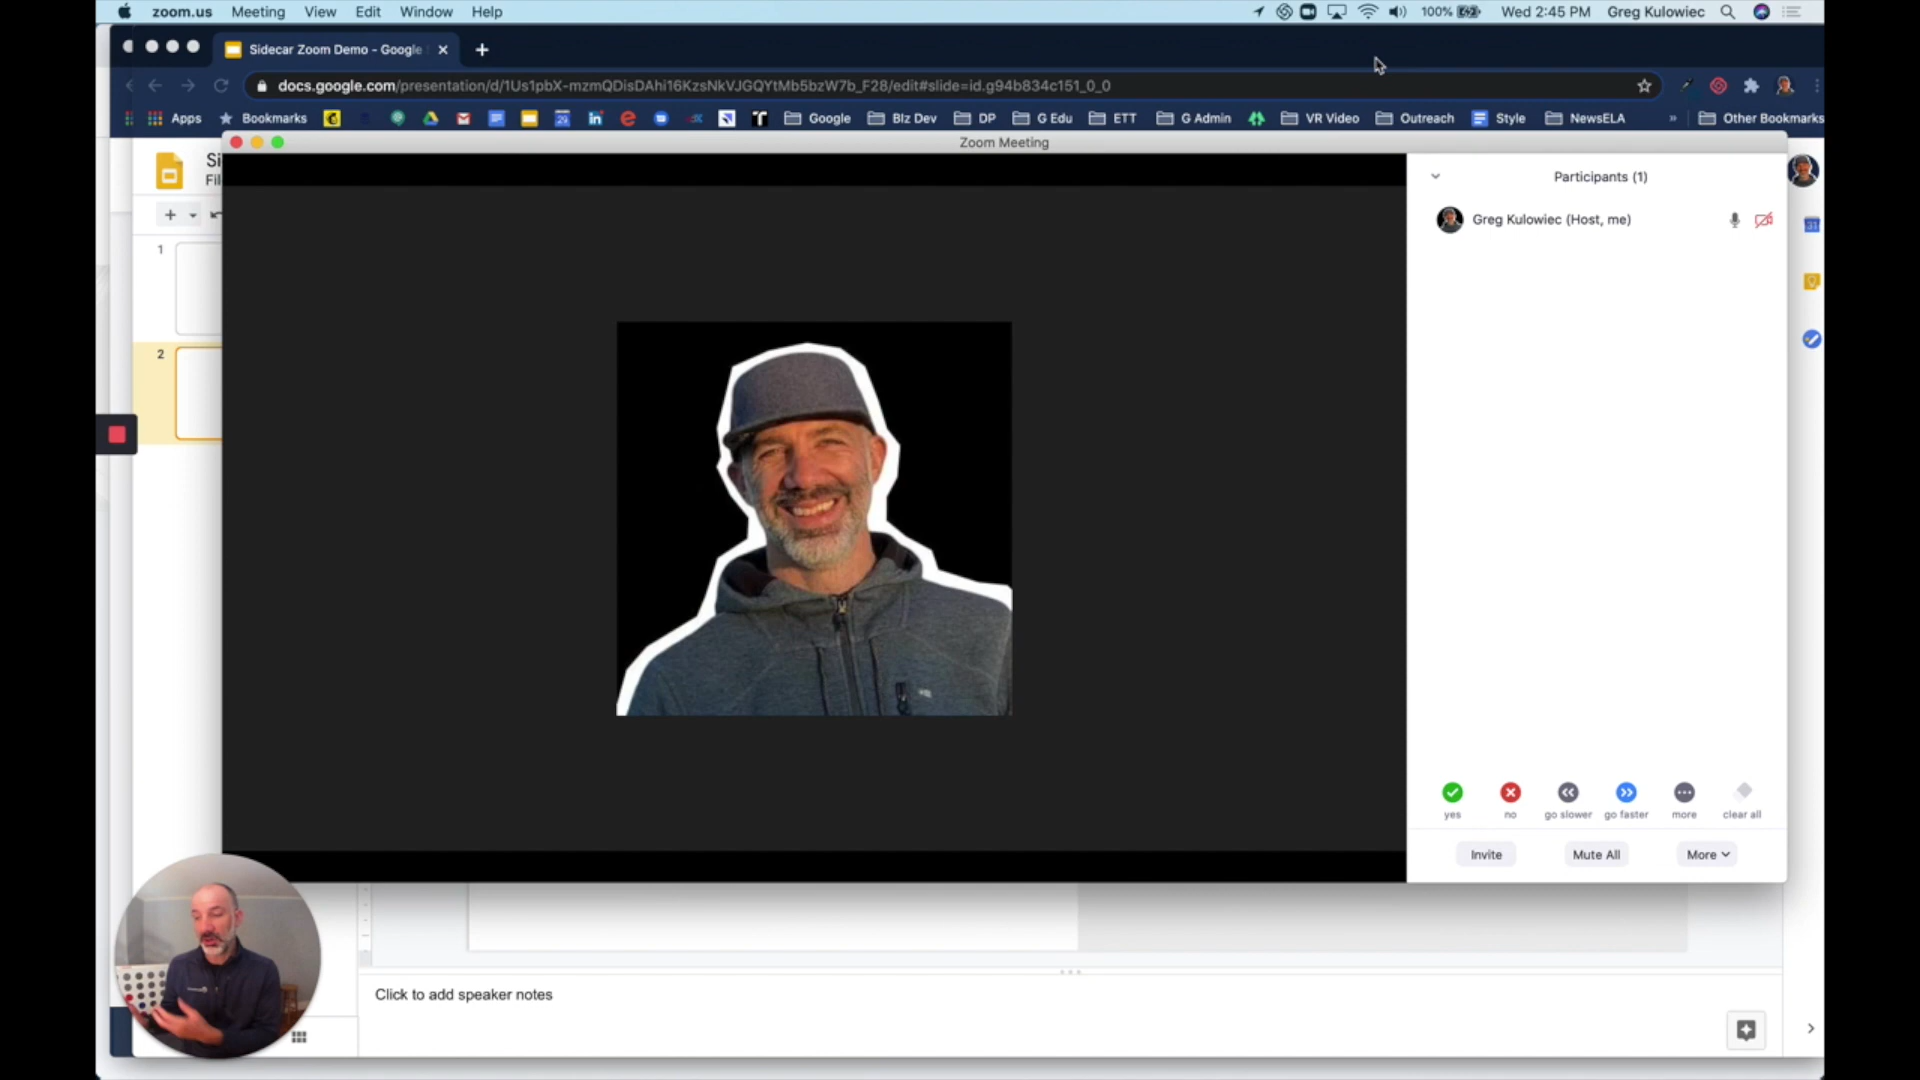 zoom.us Meeting View Edit Window Help 100% Wed 2:45 PM Greg Kulowiec
Sidecar Zoom Demo - Google
docs.google.com/presentation/d/1Us1pbX-mzmQDisDAhi16KzsNkVJGQYtMb5bzW7b_F28/edit#slide=id.g94b834c151_0_0
Apps Bookmarks Google BIz Dev DP G Edu ETT G Admin VR Video Outreach Style NewsELA » Other Bookmarks
Zoom Meeting
Si
Fil
Participants (1)
Greg Kulowiec (Host, me)
1
2
yes no go slower go faster more clear all
Invite Mute All More
Click to add speaker notes